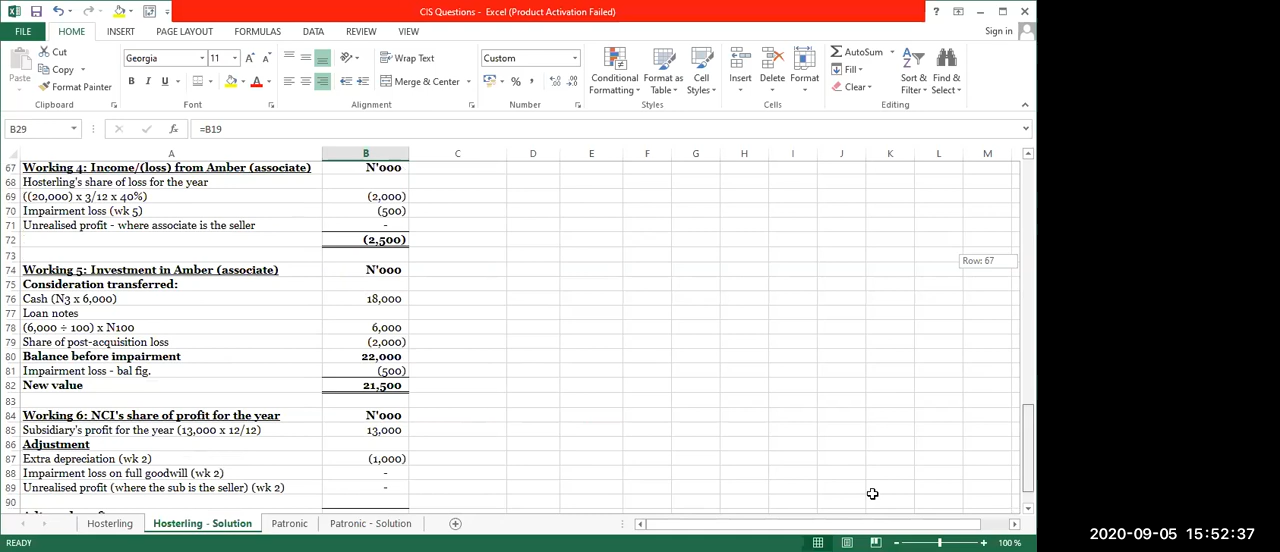 CIS Questions - Excel (Product Activation Failed)
FILE HOME INSERT PAGE LAYOUT FORMULAS DATA REVIEW VIEW Sign in
Paste Cut Copy Format Painter Clipboard
Georgia 11 B I U A A A Font
Wrap Text Merge & Center Alignment
Custom % , Number
Conditional Formatting Format as Table Cell Styles Styles
Insert Delete Format Cells
AutoSum Fill Clear Sort & Filter Find & Select Editing
B29 fx =B19
A B C D E F G H I J K L M
67 Working 4: Income/(loss) from Amber (associate) N'000
68 Hosterling's share of loss for the year
69 ((20,000) x 3/12 x 40%) (2,000)
70 Impairment loss (wk 5) (500)
71 Unrealised profit - where associate is the seller -
72 (2,500)
73
Row: 67
74 Working 5: Investment in Amber (associate) N'000
75 Consideration transferred:
76 Cash (N3 x 6,000) 18,000
77 Loan notes
78 (6,000 ÷ 100) x N100 6,000
79 Share of post-acquisition loss (2,000)
80 Balance before impairment 22,000
81 Impairment loss - bal fig. (500)
82 New value 21,500
83
84 Working 6: NCI's share of profit for the year N'000
85 Subsidiary's profit for the year (13,000 x 12/12) 13,000
86 Adjustment
87 Extra depreciation (wk 2) (1,000)
88 Impairment loss on full goodwill (wk 2) -
89 Unrealised profit (where the sub is the seller) (wk 2) -
90
Hosterling Hosterling - Solution Patronic Patronic - Solution
READY 100 %
2020-09-05 15:52:37